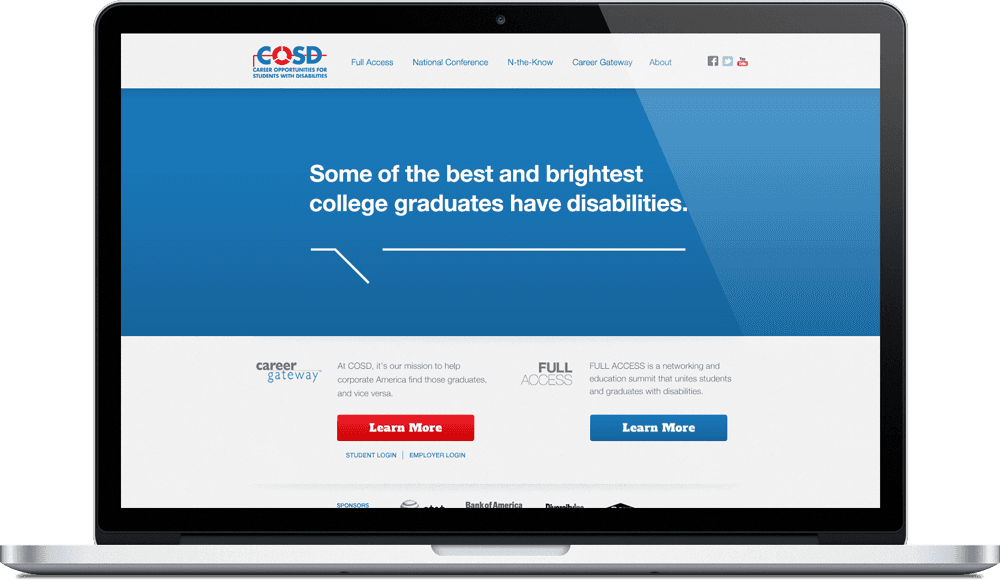 COSD
CAREER OPPORTUNITIES FOR
STUDENTS WITH DISABILITIES
Full Access
National Conference
N-the-Know
Career Gateway
About
Some of the best and brightest
college graduates have disabilities.
career
gateway™
At COSD, it's our mission to help
corporate America find those graduates,
and vice versa.
Learn More
STUDENT LOGIN | EMPLOYER LOGIN
FULL
ACCESS
FULL ACCESS is a networking and
education summit that unites students
and graduates with disabilities.
Learn More
SPONSORS
at&t
Bank of America